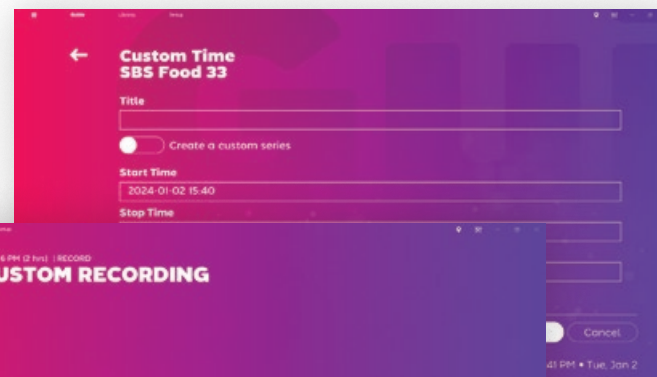 Guide Library Setup
Custom Time
SBS Food 33
Title
Create a custom series
Start Time
2024-01-02 15:40
Stop Time
Cancel
41 PM • Tue, Jan 2
6 PM (2 hrs) | RECORD
USTOM RECORDING